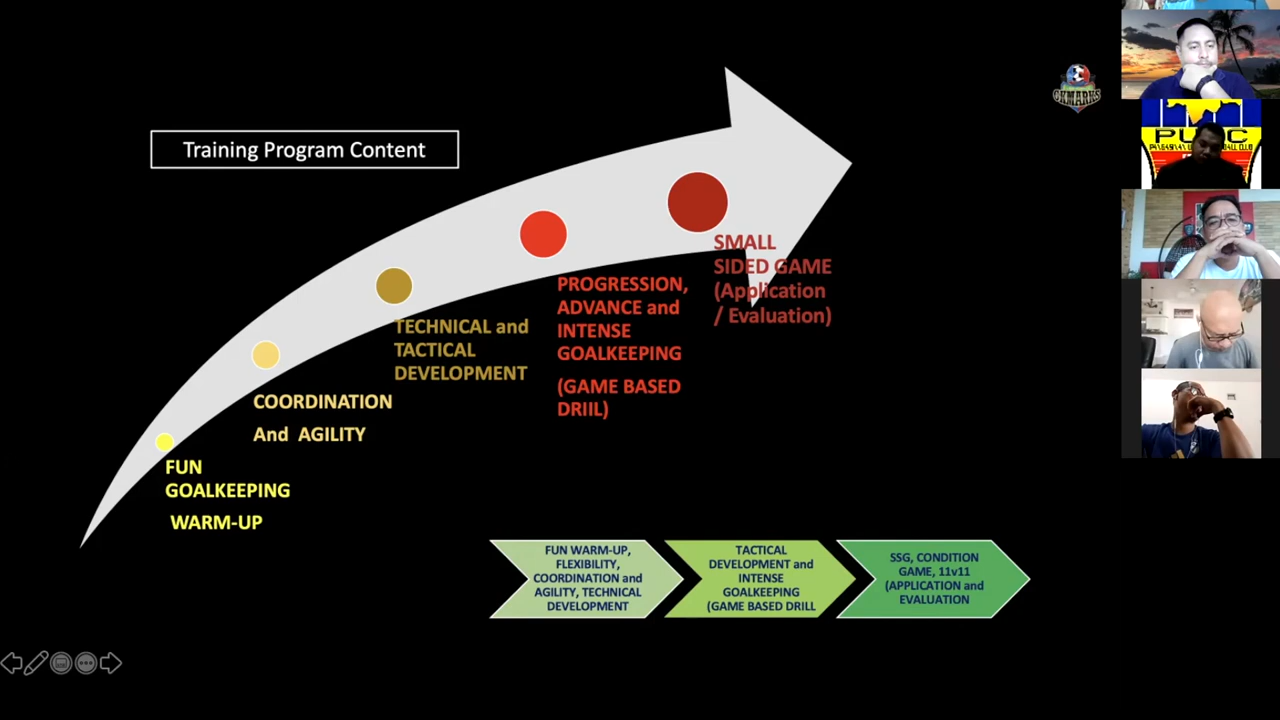 Training Program Content
GKMARKS
FUN
GOALKEEPING
WARM-UP
COORDINATION
And AGILITY
TECHNICAL and
TACTICAL
DEVELOPMENT
PROGRESSION,
ADVANCE and
INTENSE
GOALKEEPING
(GAME BASED
DRIIL)
SMALL
SIDED GAME
(Application
/ Evaluation)
FUN WARM-UP,
FLEXIBILITY,
COORDINATION and
AGILITY, TECHNICAL
DEVELOPMENT
TACTICAL
DEVELOPMENT and
INTENSE
GOALKEEPING
(GAME BASED DRILL
SSG, CONDITION
GAME, 11v11
(APPLICATION and
EVALUATION